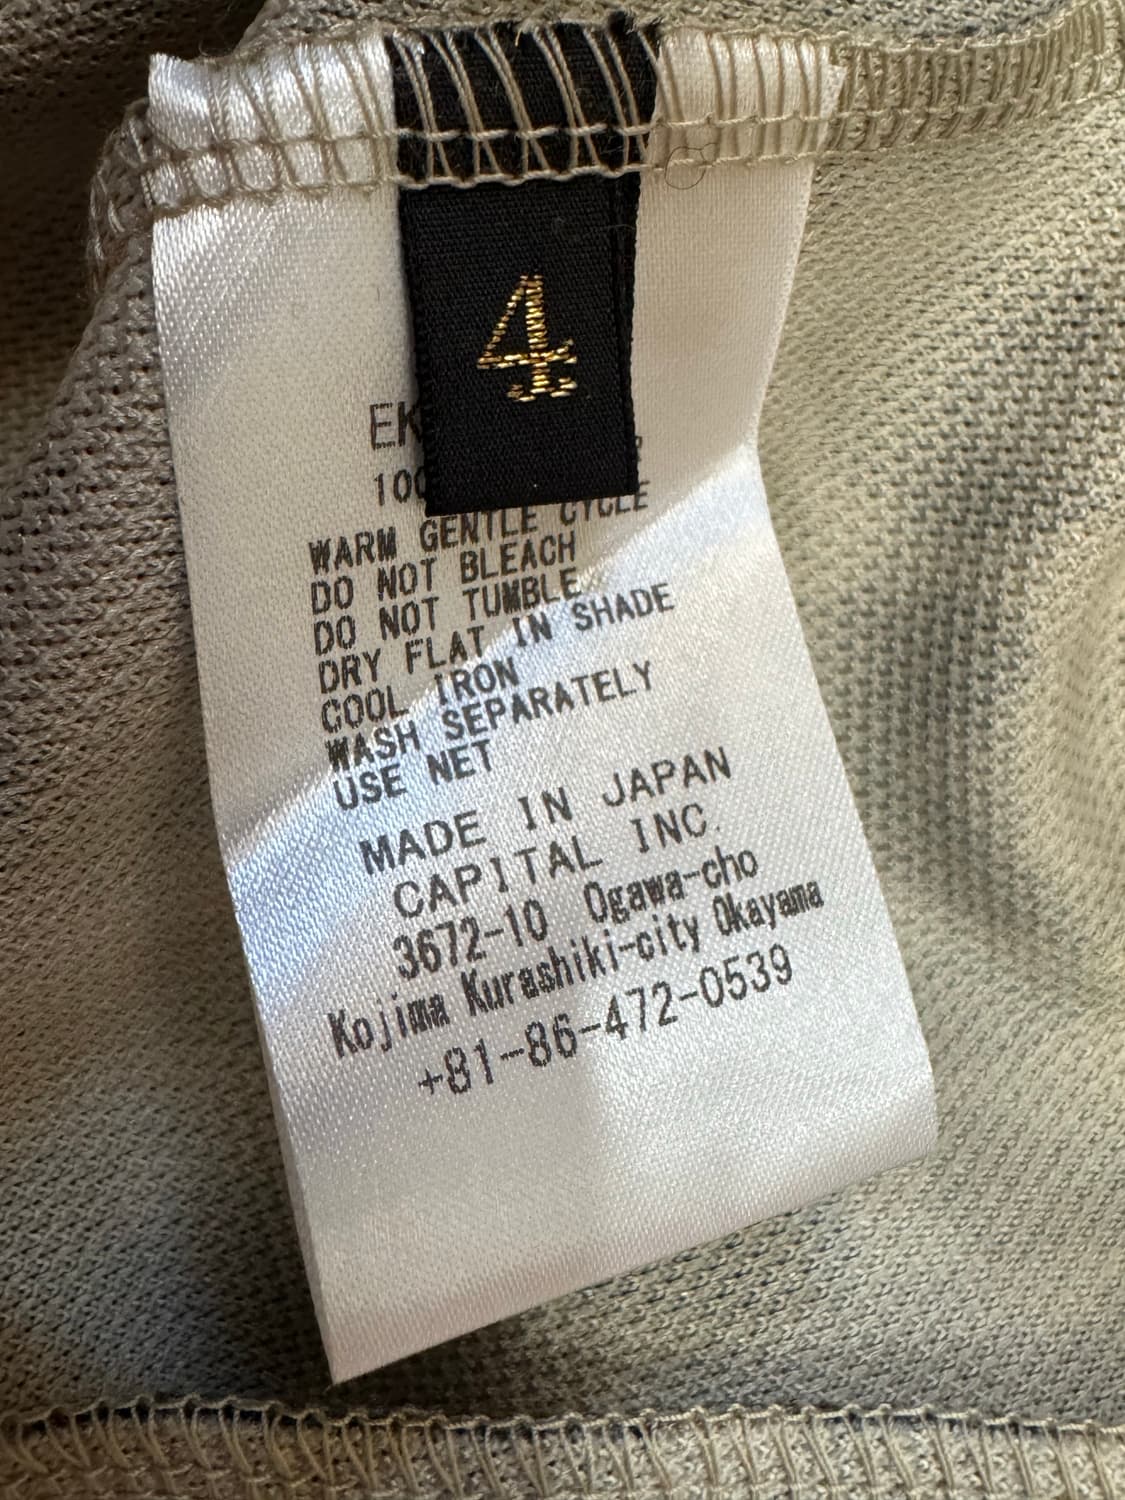 4
WARM GENTLE CYCLE
DO NOT BLEACH
DO NOT TUMBLE
DRY FLAT IN SHADE
COOL IRON
WASH SEPARATELY
USE NET
MADE IN JAPAN
CAPITAL INC.
3672-10 Ogawa-cho
Kojima Kurashiki-city Okayama
+81-86-472-0539